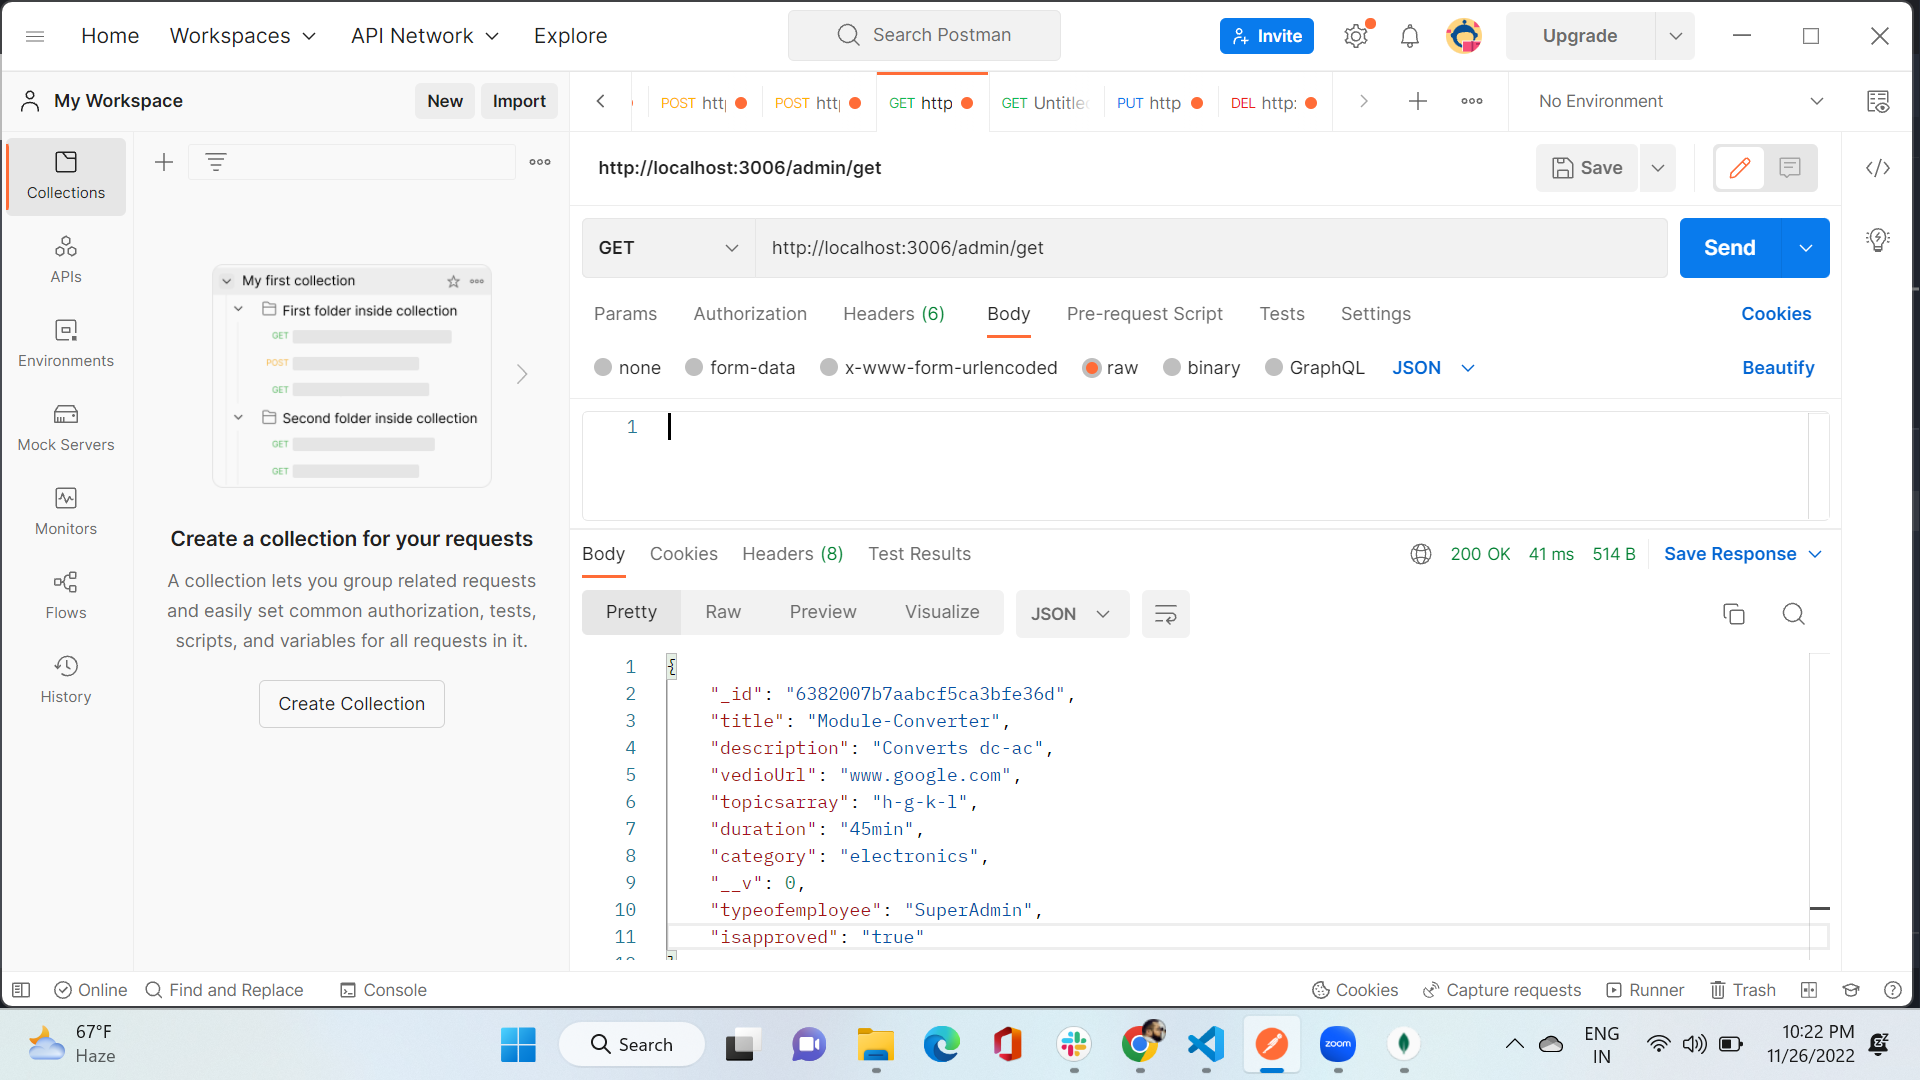 Home
Workspaces
API Network
Explore
Search Postman
Invite
Upgrade
My Workspace
New
Import
POST htt
POST htt
GET http
GET Untitle
PUT http
DEL http:
No Environment
Collections
APIs
Environments
Mock Servers
Monitors
Flows
History
My first collection
First folder inside collection
GET
POST
GET
Second folder inside collection
GET
GET
Create a collection for your requests
A collection lets you group related requests
and easily set common authorization, tests,
scripts, and variables for all requests in it.
Create Collection
http://localhost:3006/admin/get
Save
GET
http://localhost:3006/admin/get
Send
Params
Authorization
Headers (6)
Body
Pre-request Script
Tests
Settings
Cookies
none
form-data
x-www-form-urlencoded
raw
binary
GraphQL
JSON
Beautify
1
Body
Cookies
Headers (8)
Test Results
200 OK
41 ms
514 B
Save Response
Pretty
Raw
Preview
Visualize
JSON
1 {
2 "_id": "6382007b7aabcf5ca3bfe36d",
3 "title": "Module-Converter",
4 "description": "Converts dc-ac",
5 "vedioUrl": "www.google.com",
6 "topicsarray": "h-g-k-l",
7 "duration": "45min",
8 "category": "electronics",
9 "__v": 0,
10 "typeofemployee": "SuperAdmin",
11 "isapproved": "true"
Online
Find and Replace
Console
Cookies
Capture requests
Runner
Trash
67°F
Haze
Search
zoom
ENG
IN
10:22 PM
11/26/2022